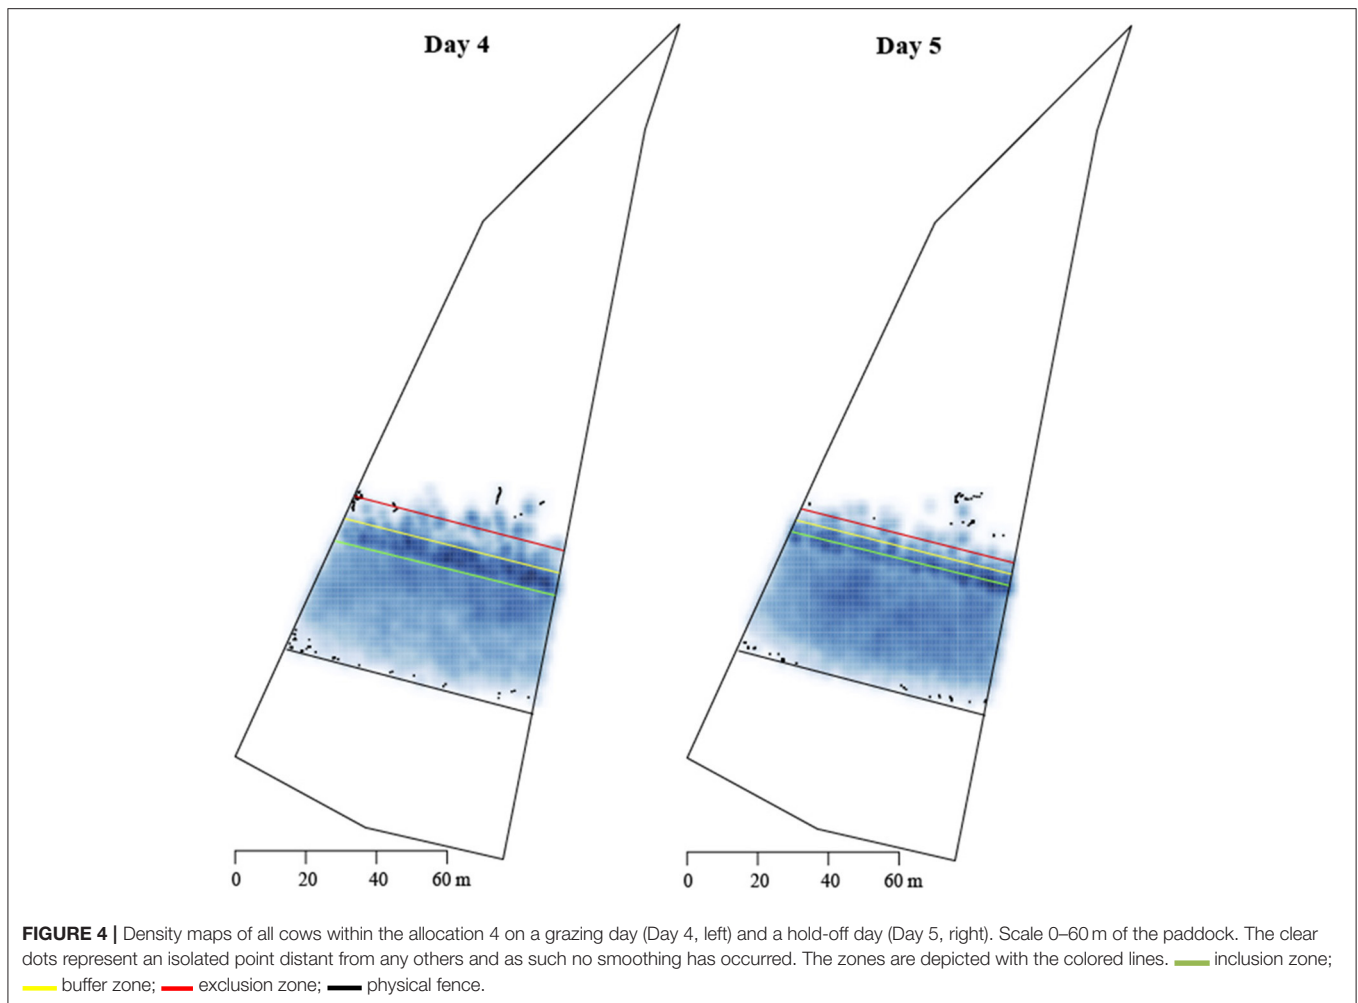 Day 4
Day 5
0 20 40 60 m
0 20 40 60 m
FIGURE 4 | Density maps of all cows within the allocation 4 on a grazing day (Day 4, left) and a hold-off day (Day 5, right). Scale 0–60 m of the paddock. The clear
dots represent an isolated point distant from any others and as such no smoothing has occurred. The zones are depicted with the colored lines. inclusion zone;
buffer zone; exclusion zone; physical fence.